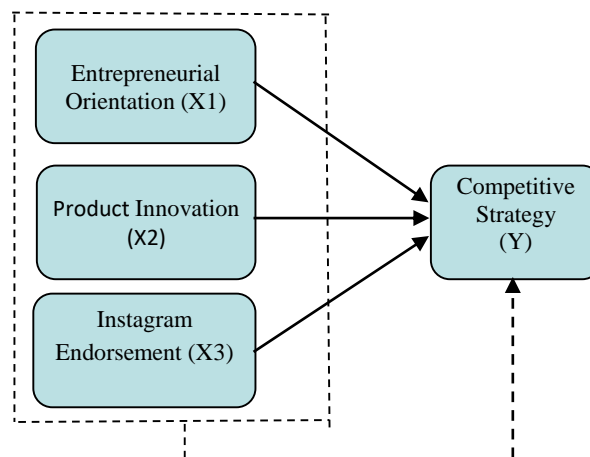 Entrepreneurial
Orientation (X1)
Product Innovation
(X2)
Instagram
Endorsement (X3)
Competitive
Strategy
(Y)